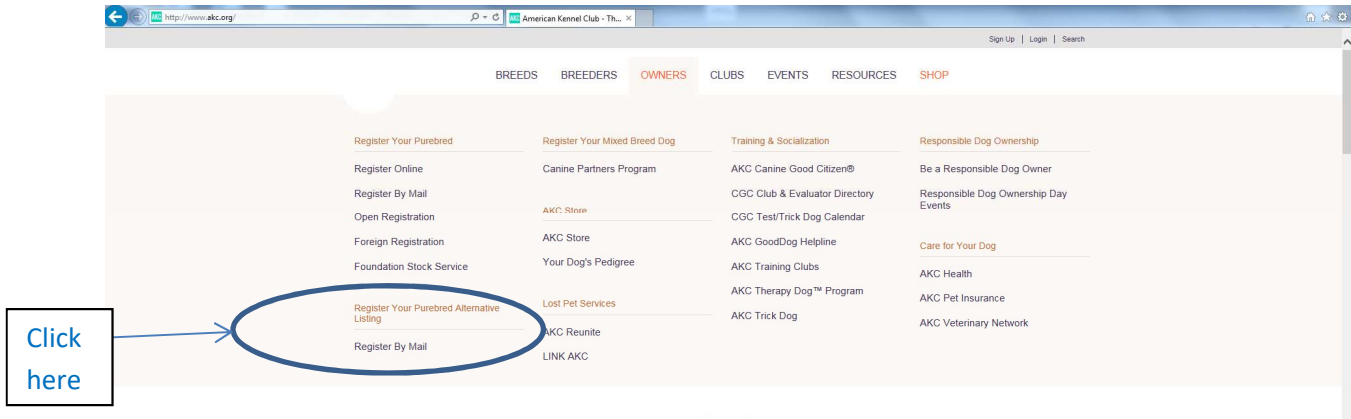 http://www.akc.org/
AKC American Kennel Club - Th... ×
Sign Up | Login | Search
BREEDS BREEDERS OWNERS CLUBS EVENTS RESOURCES SHOP
Register Your Purebred
Register Online
Register By Mail
Open Registration
Foreign Registration
Foundation Stock Service
Register Your Purebred Alternative
Listing
Register By Mail
Register Your Mixed Breed Dog
Canine Partners Program
AKC Store
AKC Store
Your Dog's Pedigree
Lost Pet Services
AKC Reunite
LINK AKC
Training & Socialization
AKC Canine Good Citizen®
CGC Club & Evaluator Directory
CGC Test/Trick Dog Calendar
AKC GoodDog Helpline
AKC Training Clubs
AKC Therapy Dog™ Program
AKC Trick Dog
Responsible Dog Ownership
Be a Responsible Dog Owner
Responsible Dog Ownership Day
Events
Care for Your Dog
AKC Health
AKC Pet Insurance
AKC Veterinary Network
Click
here